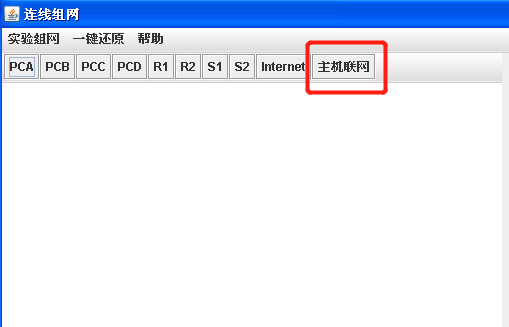 连线组网
实验组网 一键还原 帮助
PCA PCB PCC PCD R1 R2 S1 S2 Internet 主机联网